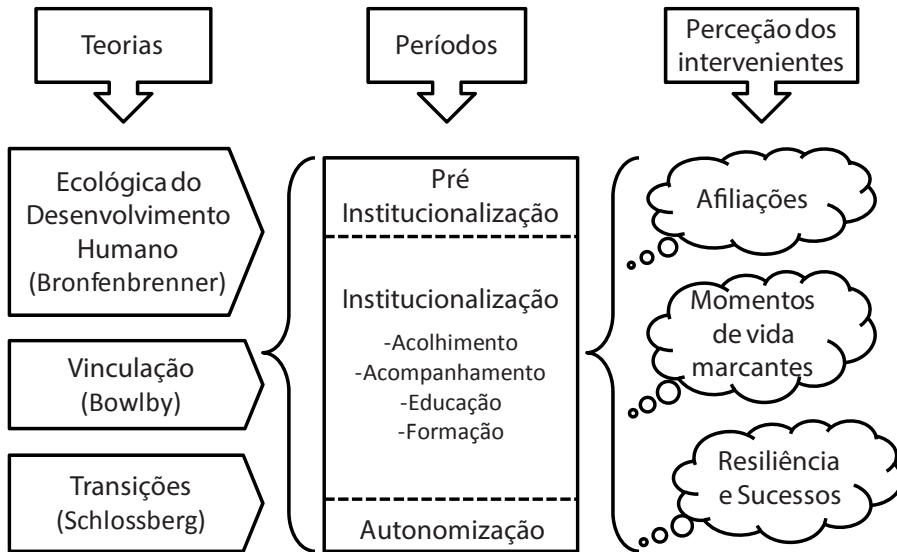 Teorias
Períodos
Perceção dos
intervenientes
Ecológica do
Desenvolvimento
Humano
(Bronfenbrenner)
Vinculação
(Bowlby)
Transições
(Schlossberg)
Pré
Institucionalização
Institucionalização
-Acolhimento
-Acompanhamento
-Educação
-Formação
Autonomização
Afiliações
Momentos
de vida
marcantes
Resiliência
e Sucessos